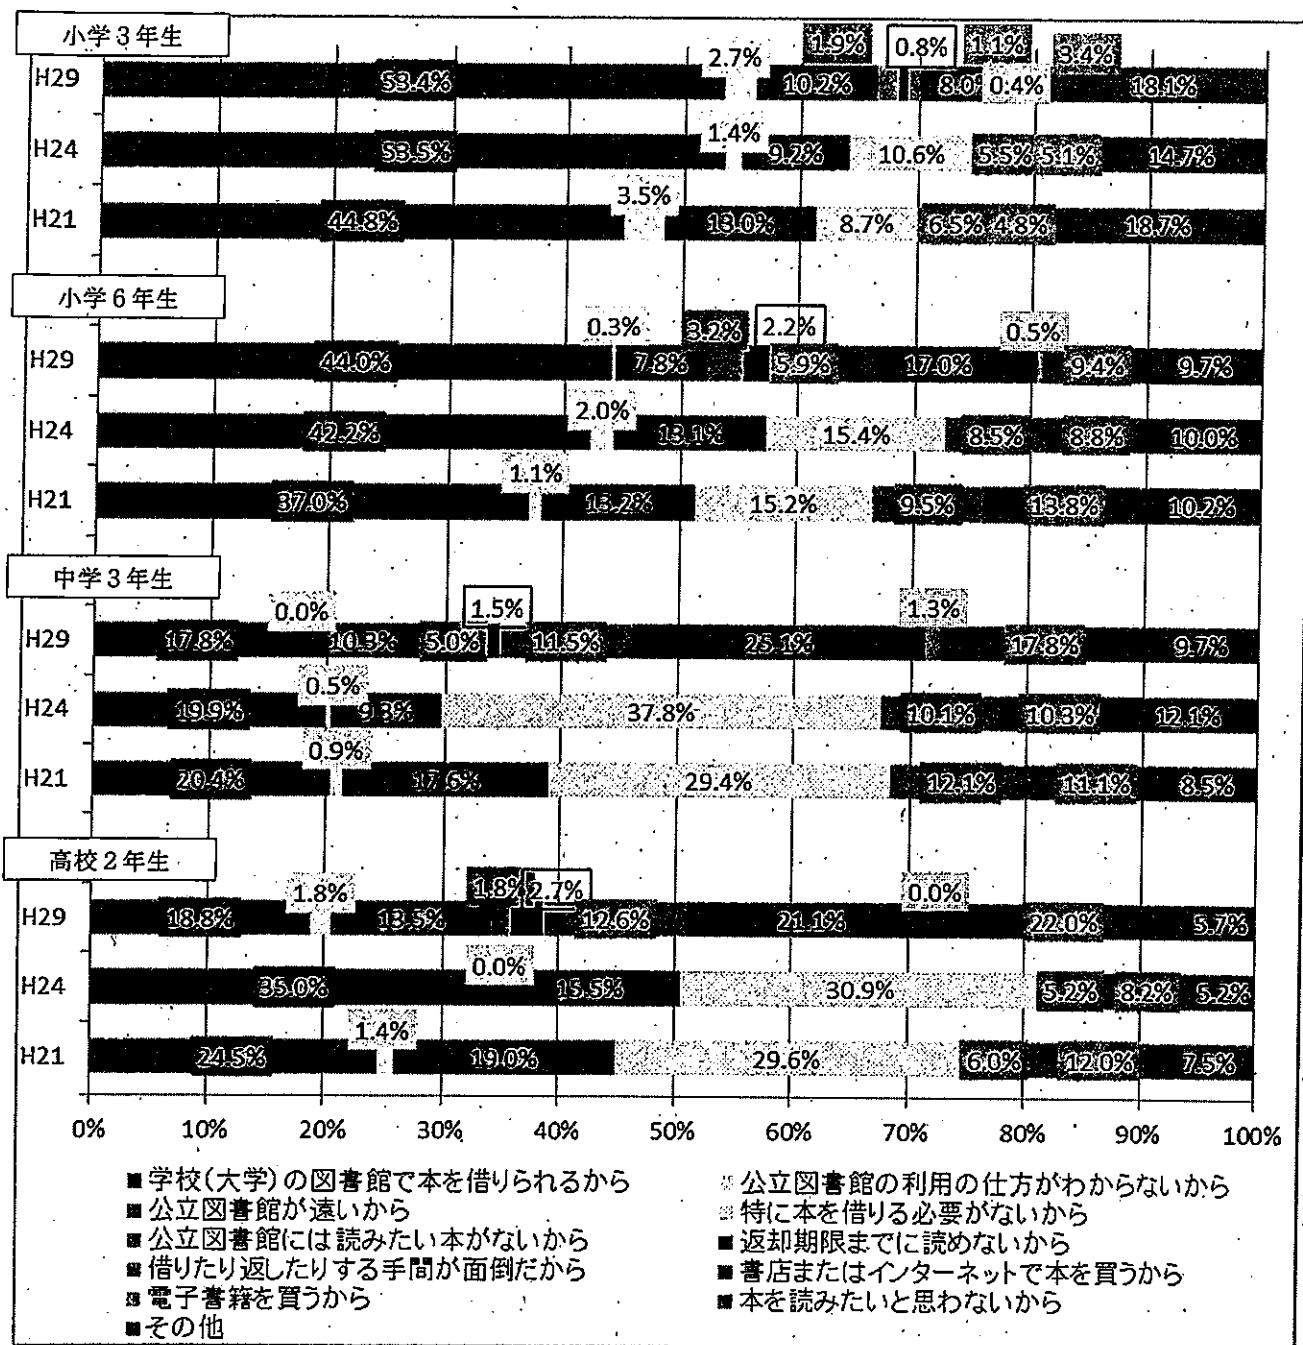 小学3年生
1.9% 0.8% 1.1% 3.4%
2.7%
H29 53.4% 10.2% 8.0% 0.4% 18.1%
1.4%
H24 53.5% 9.2% 10.6% 5.5% 5.1% 14.7%
3.5%
H21 44.8% 13.0% 8.7% 6.5% 4.8% 18.7%
小学6年生
0.3% 3.2% 2.2% 0.5%
H29 44.0% 7.8% 5.9% 17.0% 9.4% 9.7%
2.0%
H24 42.2% 13.1% 15.4% 8.5% 8.8% 10.0%
1.1%
H21 37.0% 13.2% 15.2% 9.5% 13.8% 10.2%
中学3年生
0.0% 1.5% 1.3%
H29 17.8% 10.3% 5.0% 11.5% 25.1% 17.8% 9.7%
0.5%
H24 19.9% 9.3% 37.8% 10.1% 10.3% 12.1%
0.9%
H21 20.4% 17.6% 29.4% 12.1% 11.1% 8.5%
高校2年生
1.8% 1.8% 2.7% 0.0%
H29 18.8% 13.5% 12.6% 21.1% 22.0% 5.7%
0.0%
H24 35.0% 15.5% 30.9% 5.2% 8.2% 5.2%
1.4%
H21 24.5% 19.0% 29.6% 6.0% 12.0% 7.5%
0% 10% 20% 30% 40% 50% 60% 70% 80% 90% 100%
学校(大学)の図書館で本を借りられるから 公立図書館の利用の仕方がわからないから
公立図書館が遠いから 特に本を借りる必要がないから
公立図書館には読みたい本がないから 返却期限までに読めないから
借りたり返したりする手間が面倒だから 書店またはインターネットで本を買うから
電子書籍を買うから 本を読みたいと思わないから
その他